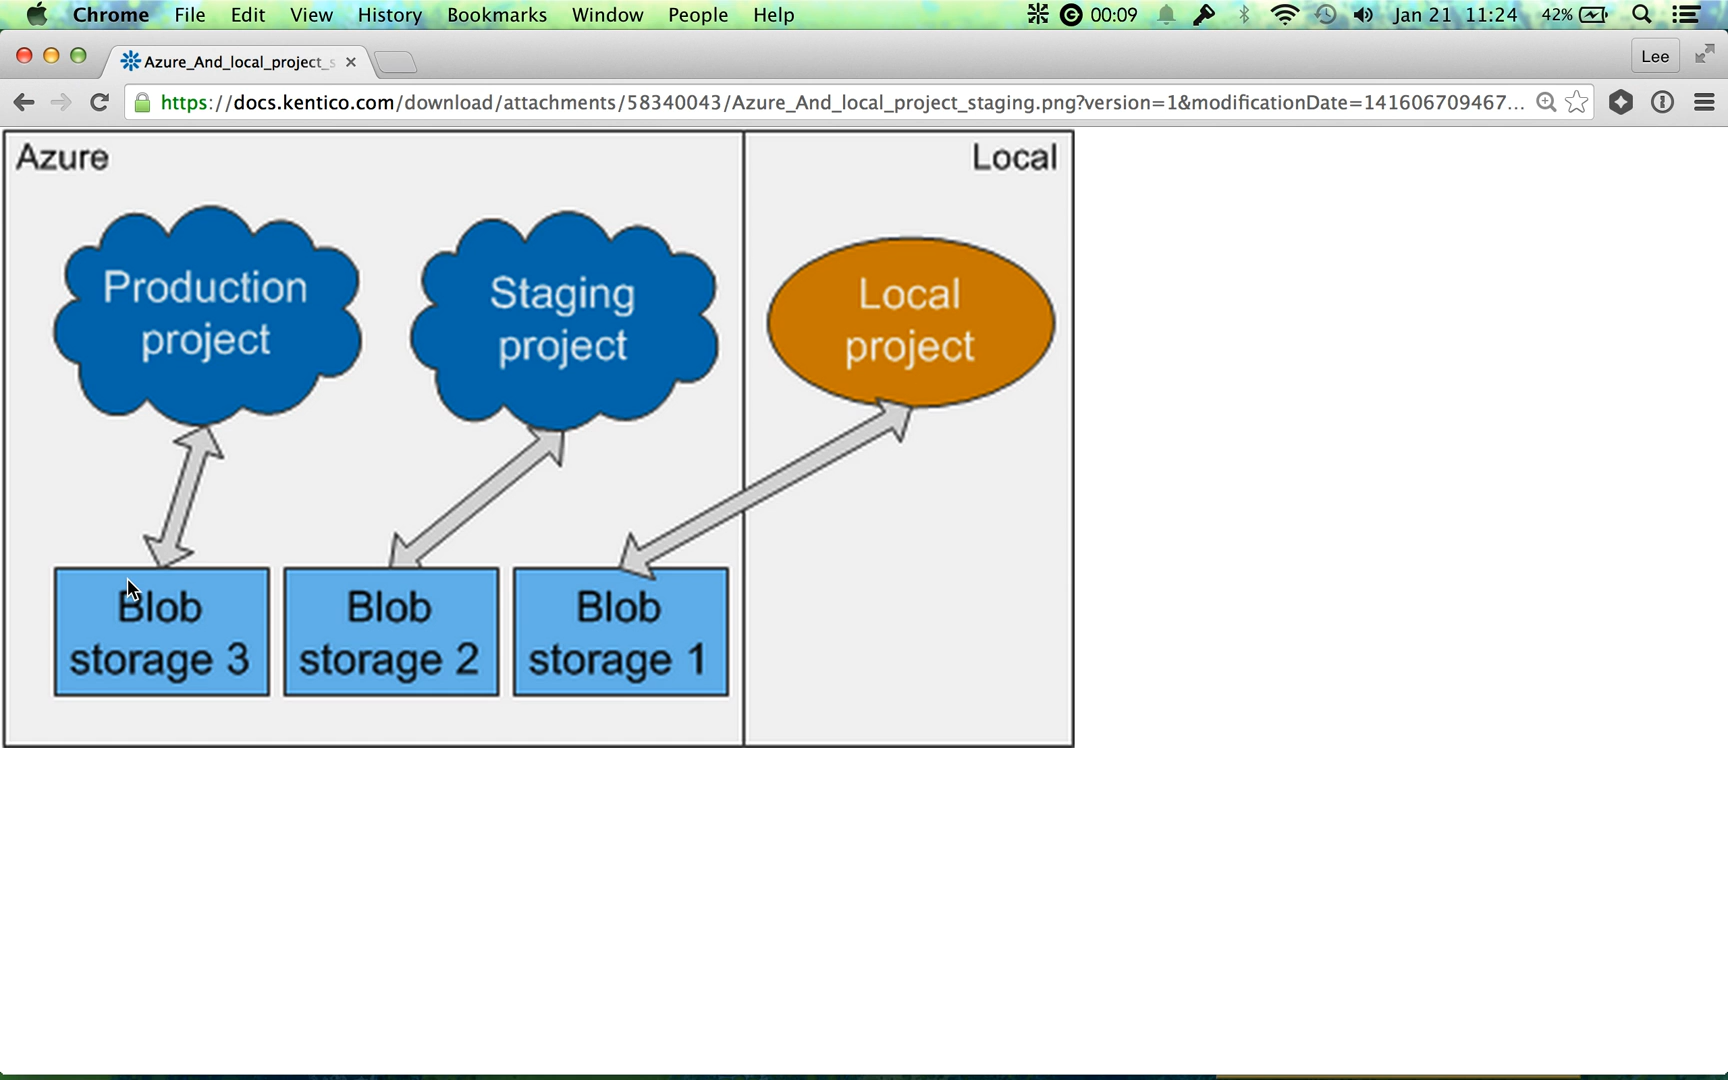 Chrome File Edit View History Bookmarks Window People Help 00:09 Jan 21 11:24 42%
Azure_And_local_project_s
Lee
https://docs.kentico.com/download/attachments/58340043/Azure_And_local_project_staging.png?version=1&modificationDate=141606709467...
Azure
Local
Production
project
Staging
project
Local
project
Blob
storage 3
Blob
storage 2
Blob
storage 1